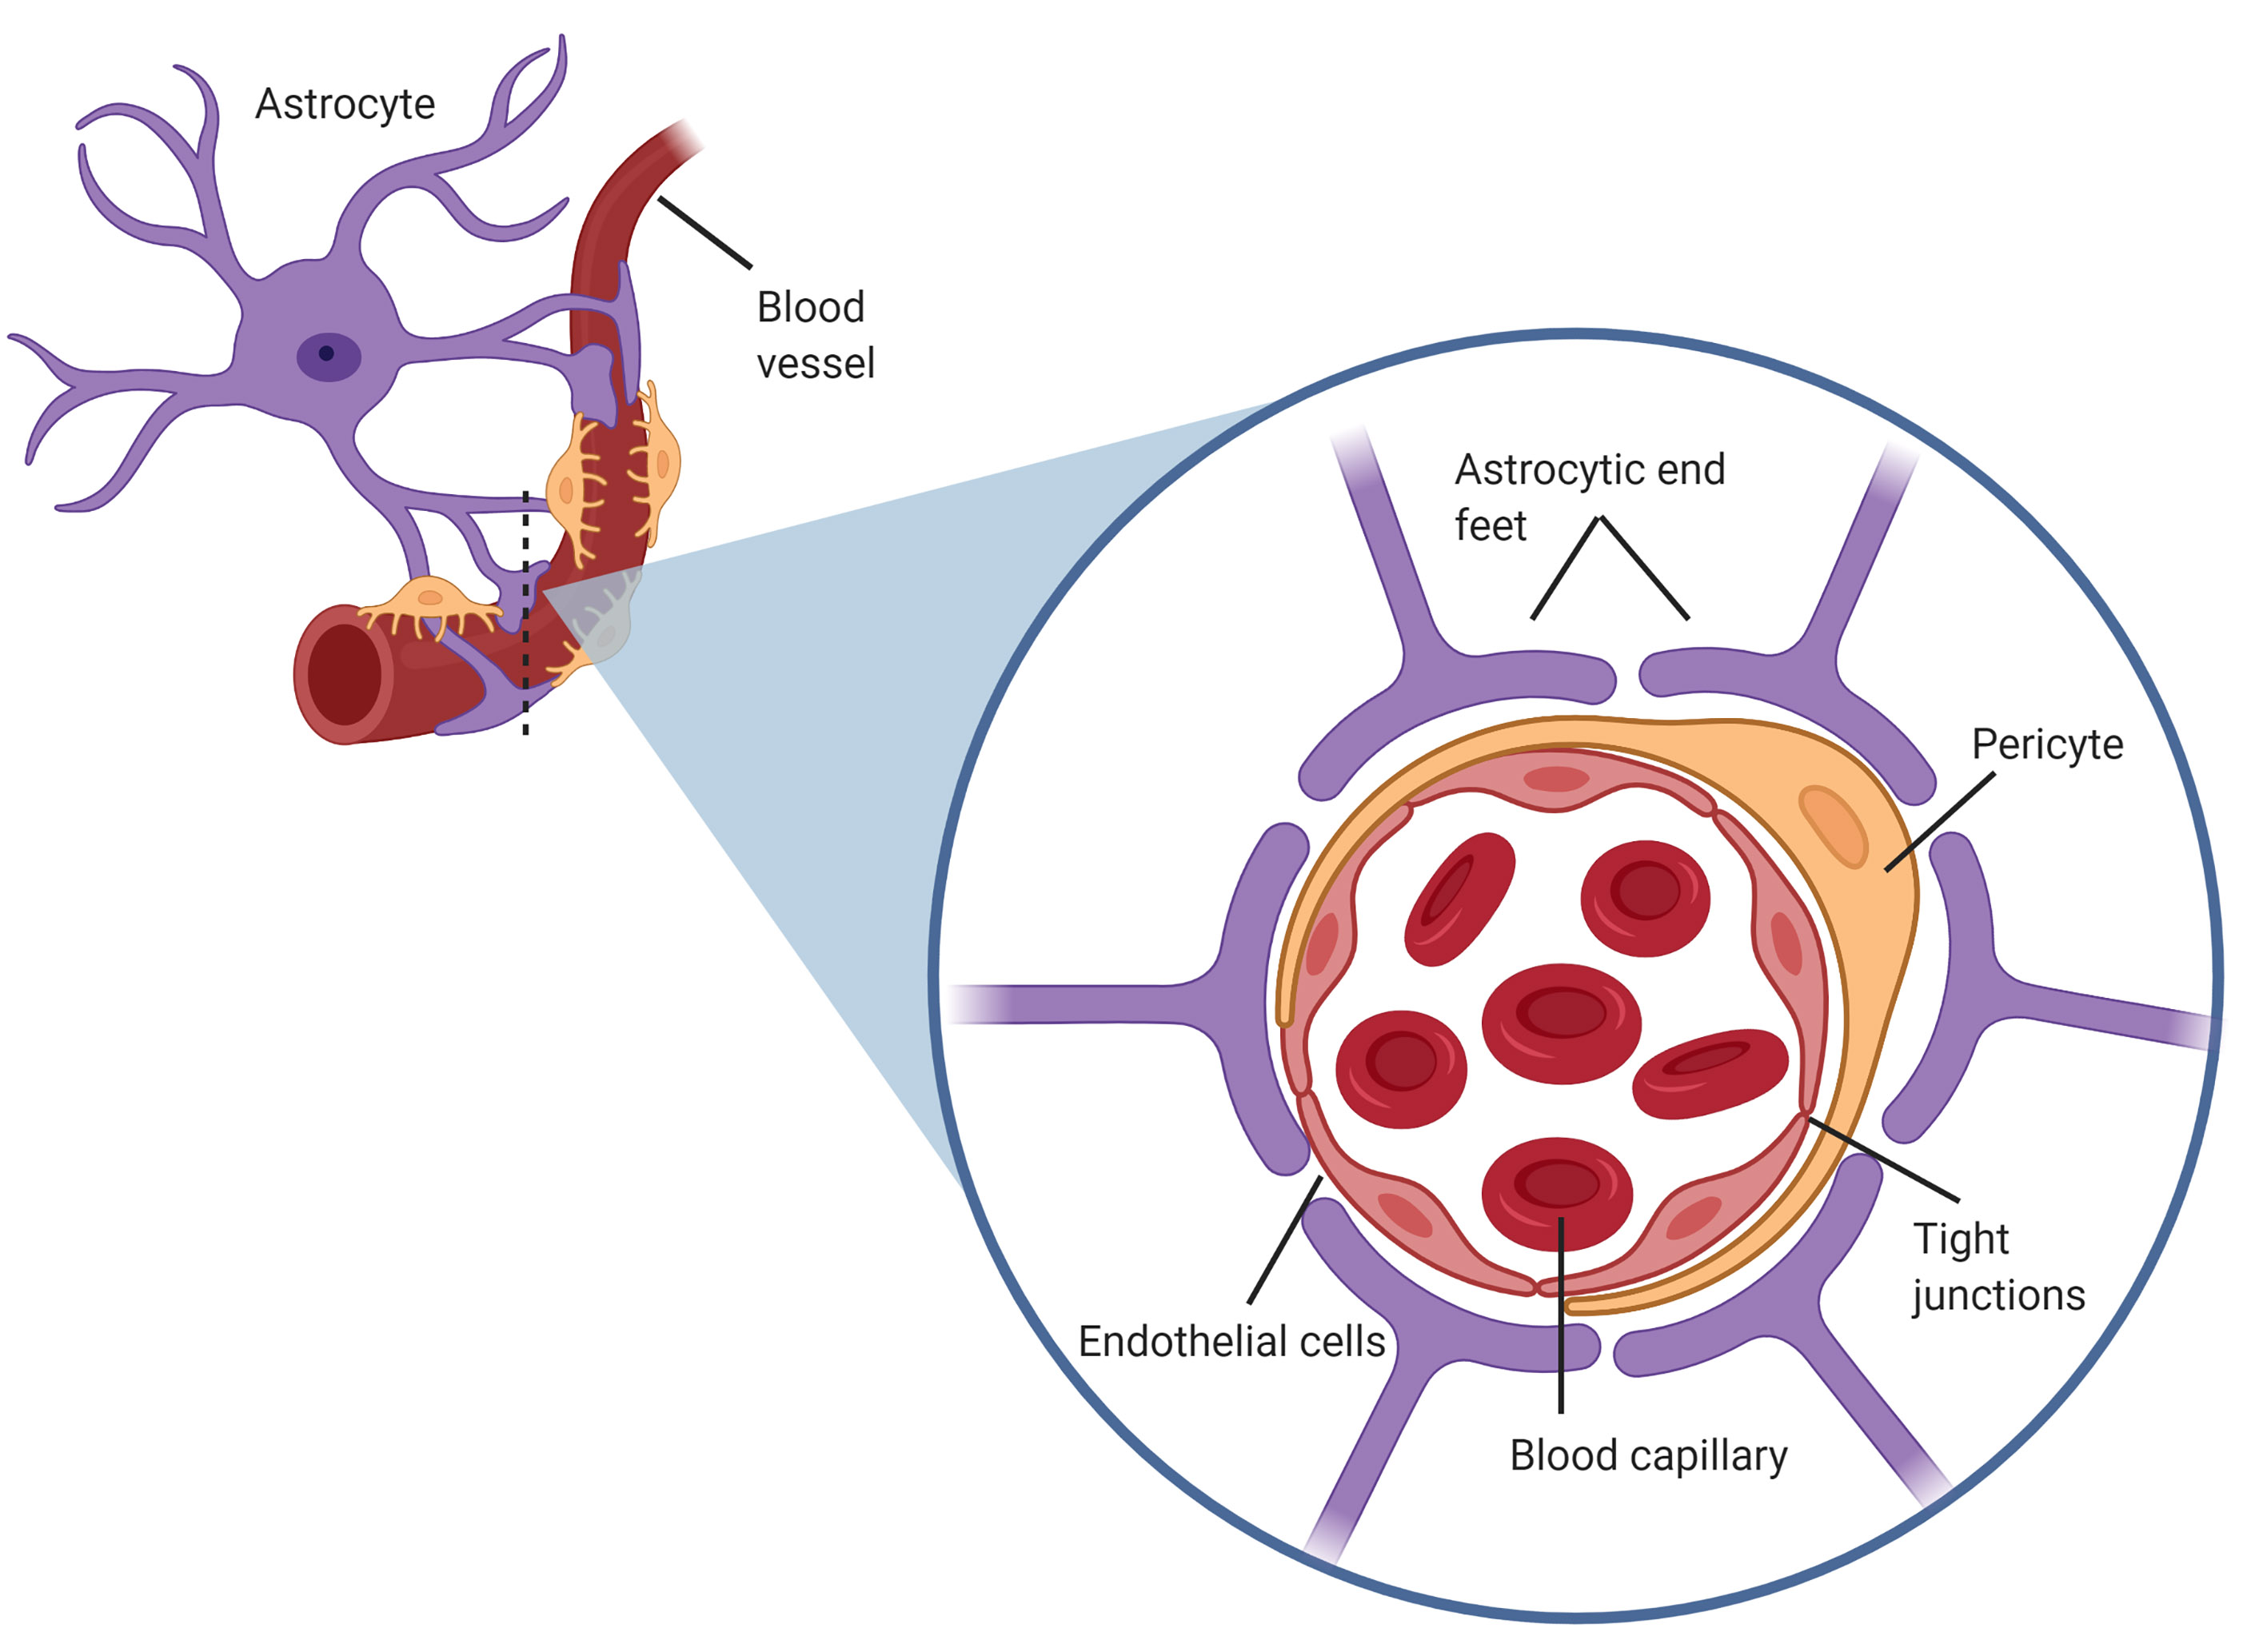 Astrocyte
Blood
vessel
Astrocytic end
feet
Pericyte
Tight
junctions
Endothelial cells
Blood capillary